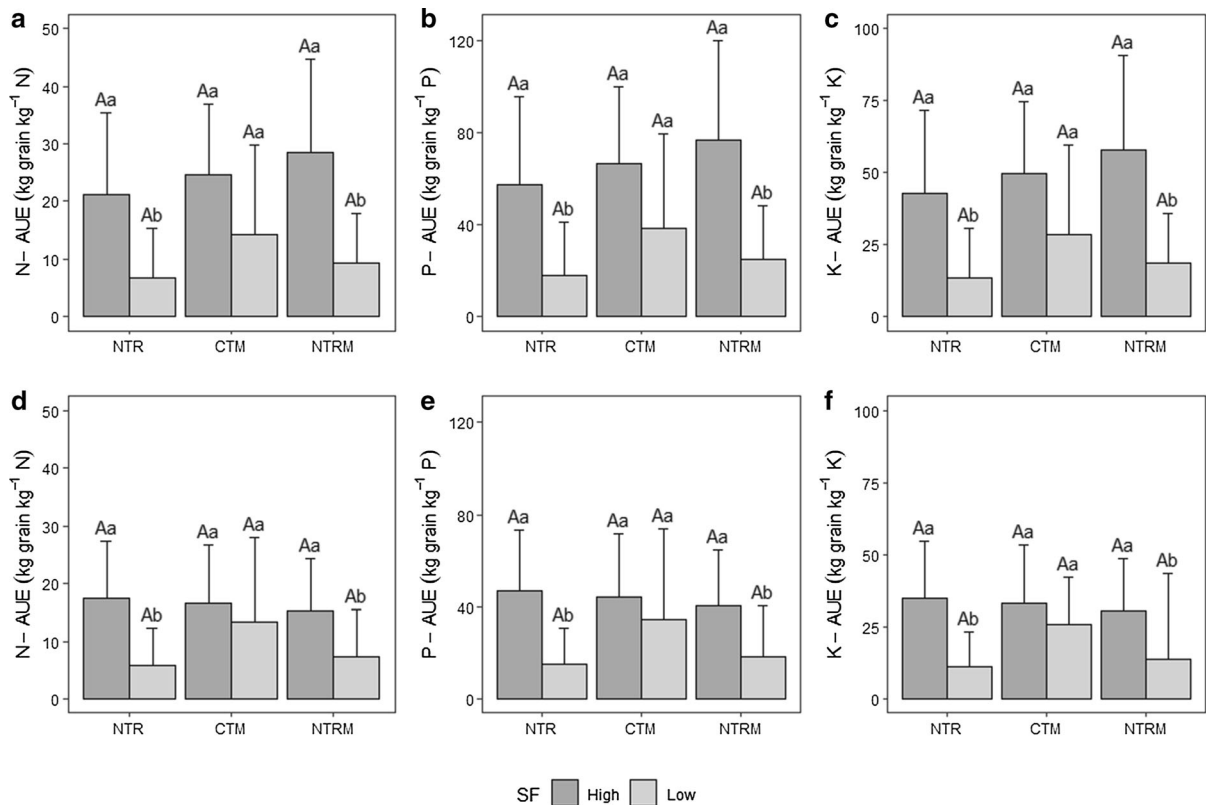 a
N– AUE (kg grain kg⁻¹ N)
50
40
30
20
10
0
Aa
Ab
Aa
Aa
Aa
Ab
NTR
CTM
NTRM
b
P– AUE (kg grain kg⁻¹ P)
120
80
40
0
Aa
Ab
Aa
Aa
Aa
Ab
NTR
CTM
NTRM
c
K– AUE (kg grain kg⁻¹ K)
100
75
50
25
0
Aa
Ab
Aa
Aa
Aa
Ab
NTR
CTM
NTRM
d
N– AUE (kg grain kg⁻¹ N)
50
40
30
20
10
0
Aa
Ab
Aa
Aa
Aa
Ab
NTR
CTM
NTRM
e
P– AUE (kg grain kg⁻¹ P)
120
80
40
0
Aa
Ab
Aa
Aa
Aa
Ab
NTR
CTM
NTRM
f
K– AUE (kg grain kg⁻¹ K)
100
75
50
25
0
Aa
Ab
Aa
Aa
Aa
Ab
NTR
CTM
NTRM
SF High Low